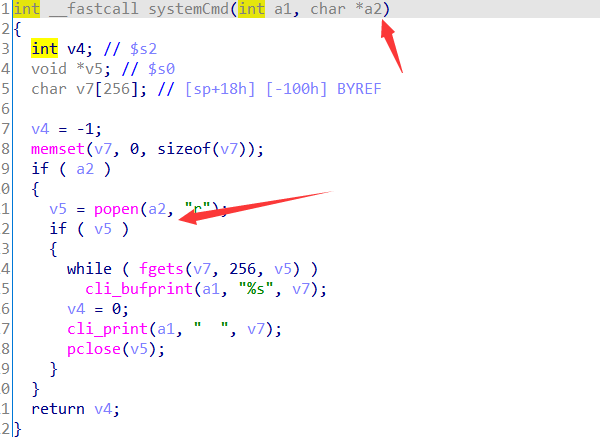 1 int __fastcall systemCmd(int a1, char *a2)
2 {
3 int v4; // $s2
4 void *v5; // $s0
5 char v7[256]; // [sp+18h] [-100h] BYREF
6
7 v4 = -1;
8 memset(v7, 0, sizeof(v7));
9 if ( a2 )
0 {
1 v5 = popen(a2, "r");
2 if ( v5 )
3 {
4 while ( fgets(v7, 256, v5) )
5 cli_bufprint(a1, "%s", v7);
6 v4 = 0;
7 cli_print(a1, "  ", v7);
8 pclose(v5);
9 }
0 }
1 return v4;
2 }